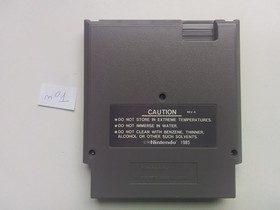 nº1
CAUTION
● DO NOT STORE IN EXTREME TEMPERATURES.
● DO NOT IMMERSE IN WATER.
● DO NOT CLEAN WITH BENZENE, THINNER,
ALCOHOL OR OTHER SUCH SOLVENTS.
©Nintendo 1985